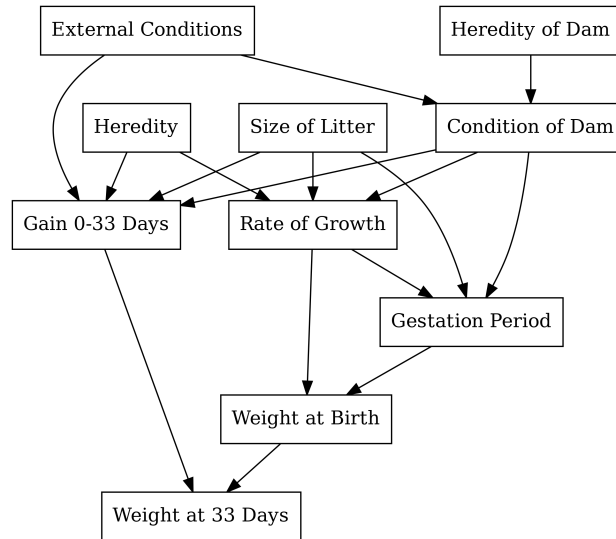 External Conditions
Heredity of Dam
Heredity
Size of Litter
Condition of Dam
Gain 0-33 Days
Rate of Growth
Gestation Period
Weight at Birth
Weight at 33 Days